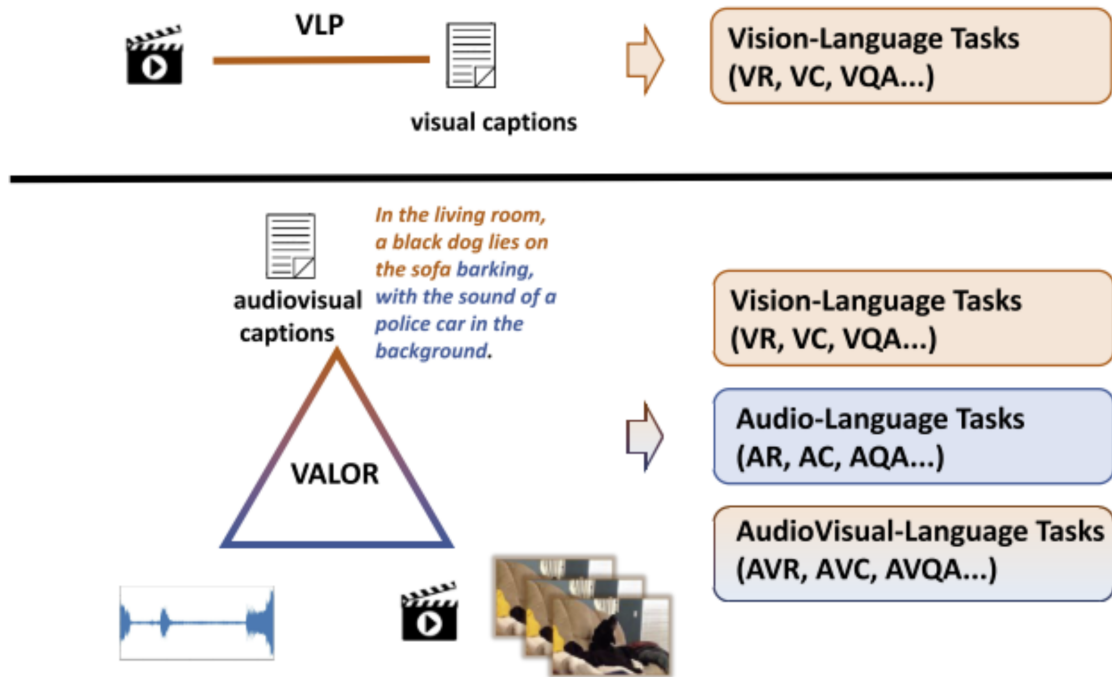 VLP
visual captions
Vision-Language Tasks
(VR, VC, VQA...)
audiovisual
captions
In the living room,
a black dog lies on
the sofa barking,
with the sound of a
police car in the
background.
VALOR
Vision-Language Tasks
(VR, VC, VQA...)
Audio-Language Tasks
(AR, AC, AQA...)
AudioVisual-Language Tasks
(AVR, AVC, AVQA...)